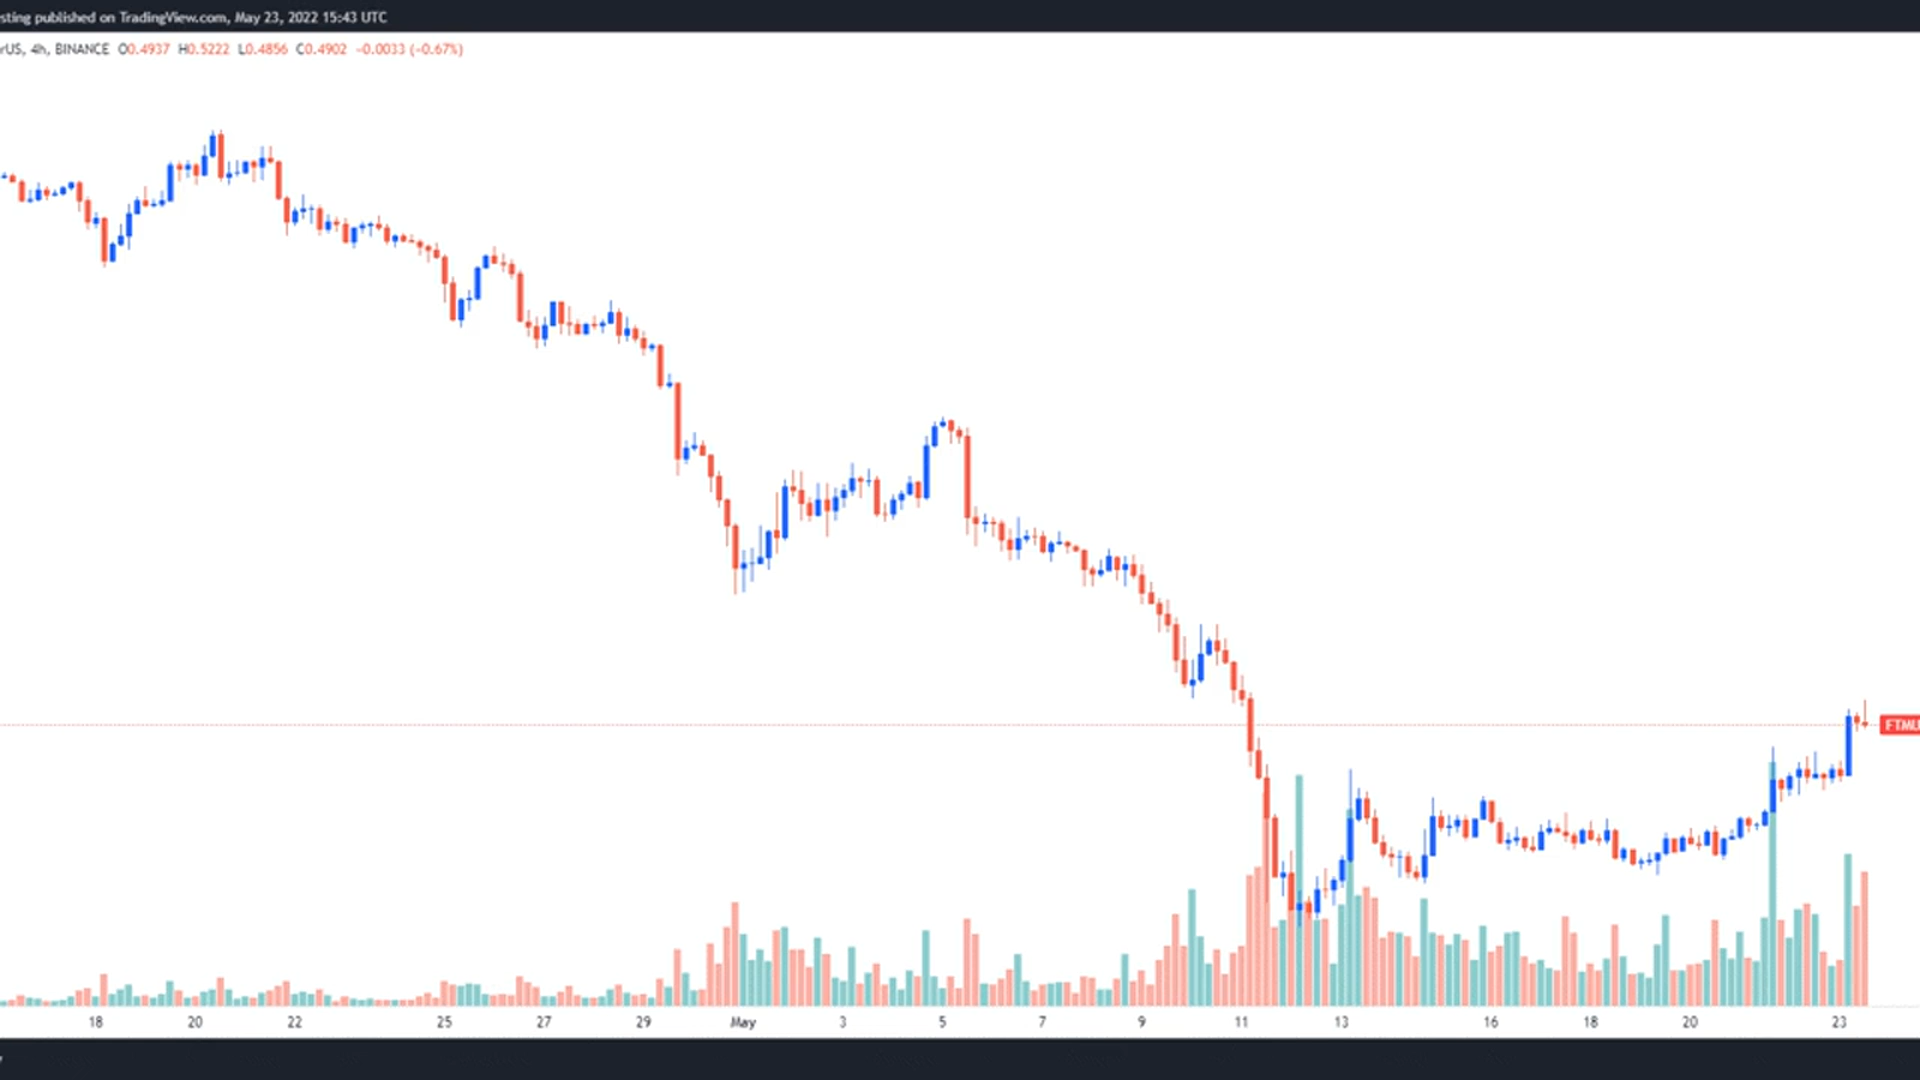 sting published on TradingView.com, May 23, 2022 15:43 UTC
rUS, 4h, BINANCE O0.4937 H0.5222 L0.4856 C0.4902 -0.0033 (-0.67%)
FTMU
18 20 22 25 27 29 May 3 5 7 9 11 13 16 18 20 23